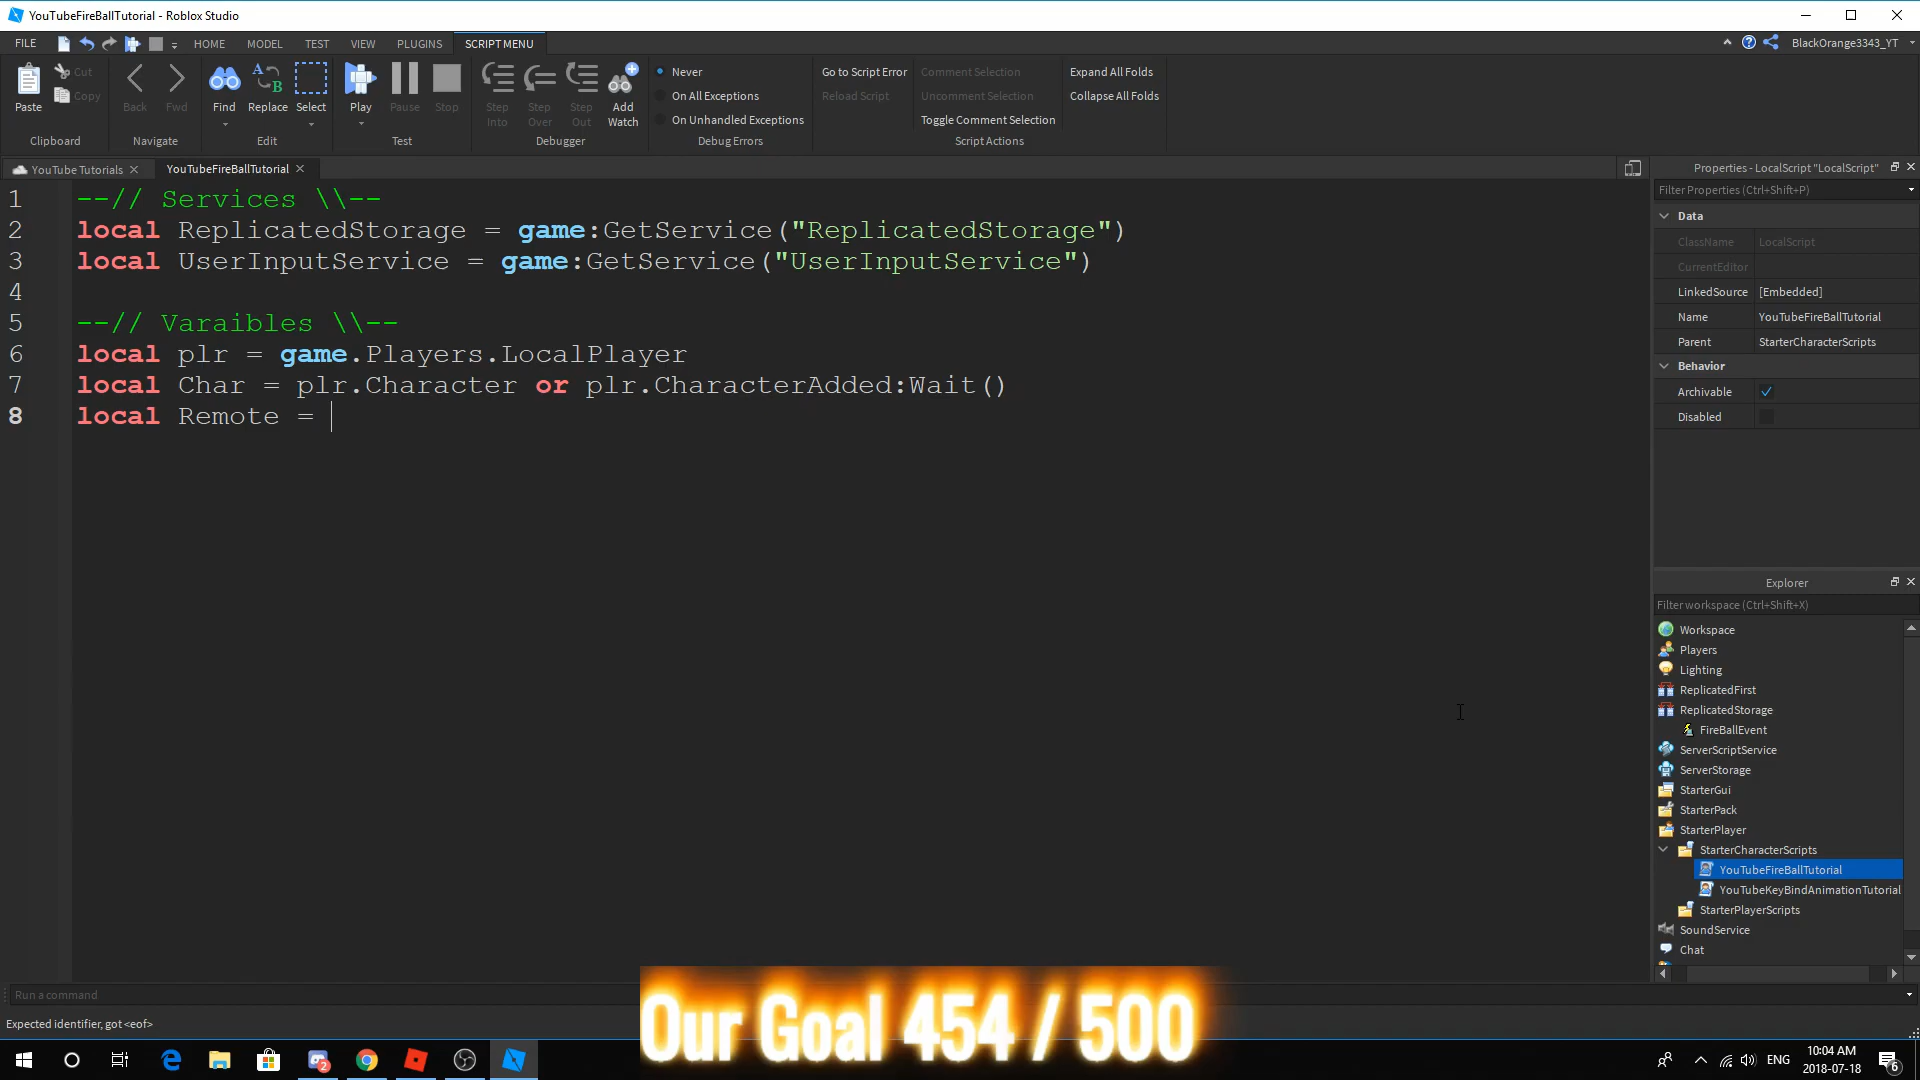 YouTubeFireBallTutorial - Roblox Studio
FILE HOME MODEL TEST VIEW PLUGINS SCRIPT MENU BlackOrange3343_YT
Paste Cut Copy Back Fwd Find Replace Select Play Pause Stop Step Into Step Over Step Out Add Watch
Never
On All Exceptions
On Unhandled Exceptions
Go to Script Error
Reload Script
Comment Selection
Uncomment Selection
Toggle Comment Selection
Expand All Folds
Collapse All Folds
Clipboard Navigate Edit Test Debugger Debug Errors Script Actions
YouTube Tutorials YouTubeFireBallTutorial
1 --// Services \\--
2 local ReplicatedStorage = game:GetService("ReplicatedStorage")
3 local UserInputService = game:GetService("UserInputService")
4
5 --// Varaibles \\--
6 local plr = game.Players.LocalPlayer
7 local Char = plr.Character or plr.CharacterAdded:Wait()
8 local Remote =
Properties - LocalScript "LocalScript"
Filter Properties (Ctrl+Shift+P)
Data
ClassName LocalScript
CurrentEditor
LinkedSource [Embedded]
Name YouTubeFireBallTutorial
Parent StarterCharacterScripts
Behavior
Archivable
Disabled
Explorer
Filter workspace (Ctrl+Shift+X)
Workspace
Players
Lighting
ReplicatedFirst
ReplicatedStorage
FireBallEvent
ServerScriptService
ServerStorage
StarterGui
StarterPack
StarterPlayer
StarterCharacterScripts
YouTubeFireBallTutorial
YouTubeKeyBindAnimationTutorial
StarterPlayerScripts
SoundService
Chat
Run a command
Expected identifier, got <eof>
Our Goal 454 / 500
2
ENG
10:04 AM
2018-07-18
6